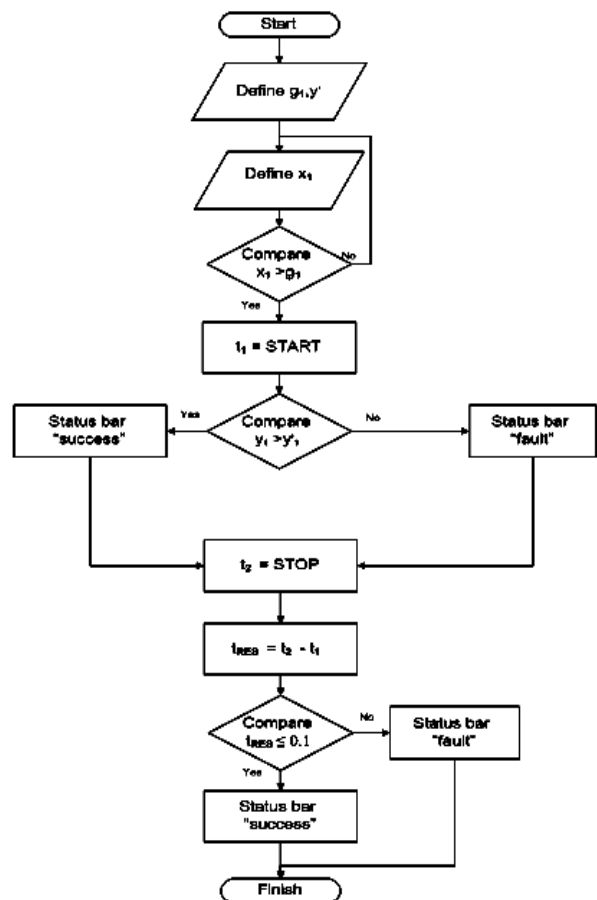 Start
Define g₁,y'
Define x₁
Compare
x₁ >g₁
No
Yes
t₁ = START
Compare
y₁ >y'₁
Yes
No
Status bar
"success"
Status bar
"fault"
t₂ = STOP
tRES = t₂ - t₁
Compare
tRES ≤ 0.1
No
Yes
Status bar
"fault"
Status bar
"success"
Finish